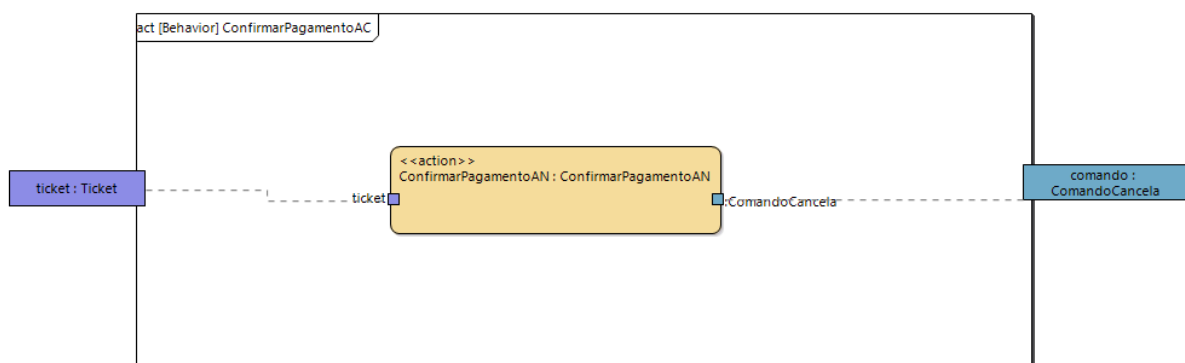 act [Behavior] ConfirmarPagamentoAC
<<action>>
ConfirmarPagamentoAN : ConfirmarPagamentoAN
ticket : Ticket
ticket
:ComandoCancela
comando :
ComandoCancela